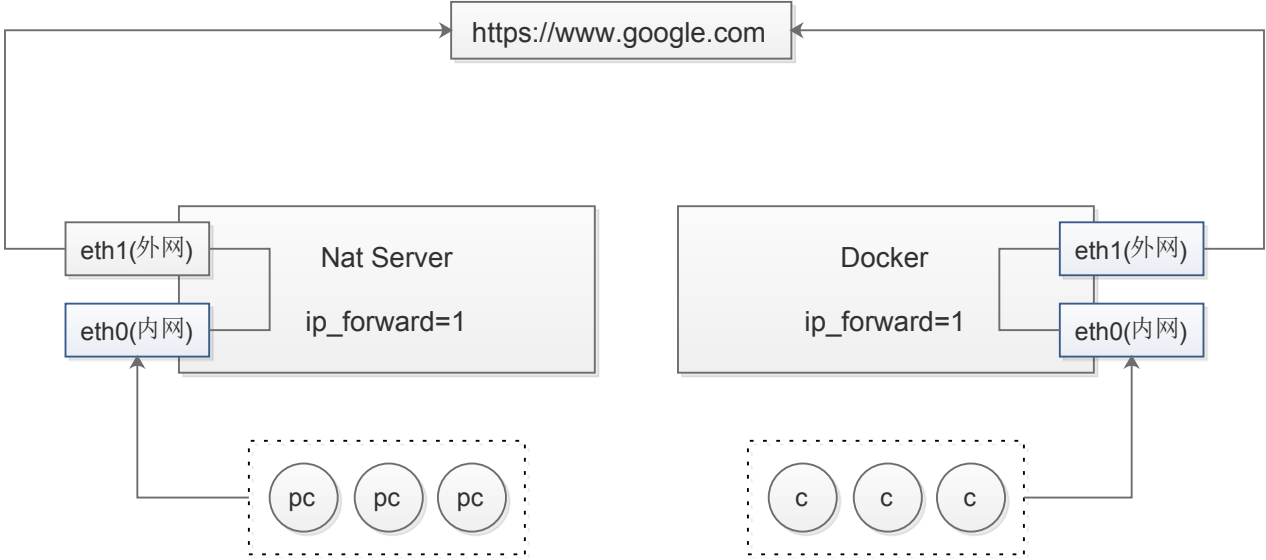 https://www.google.com
eth1(外网)
Nat Server
eth0(内网)
ip_forward=1
pc pc pc
Docker
eth1(外网)
ip_forward=1
eth0(内网)
c c c